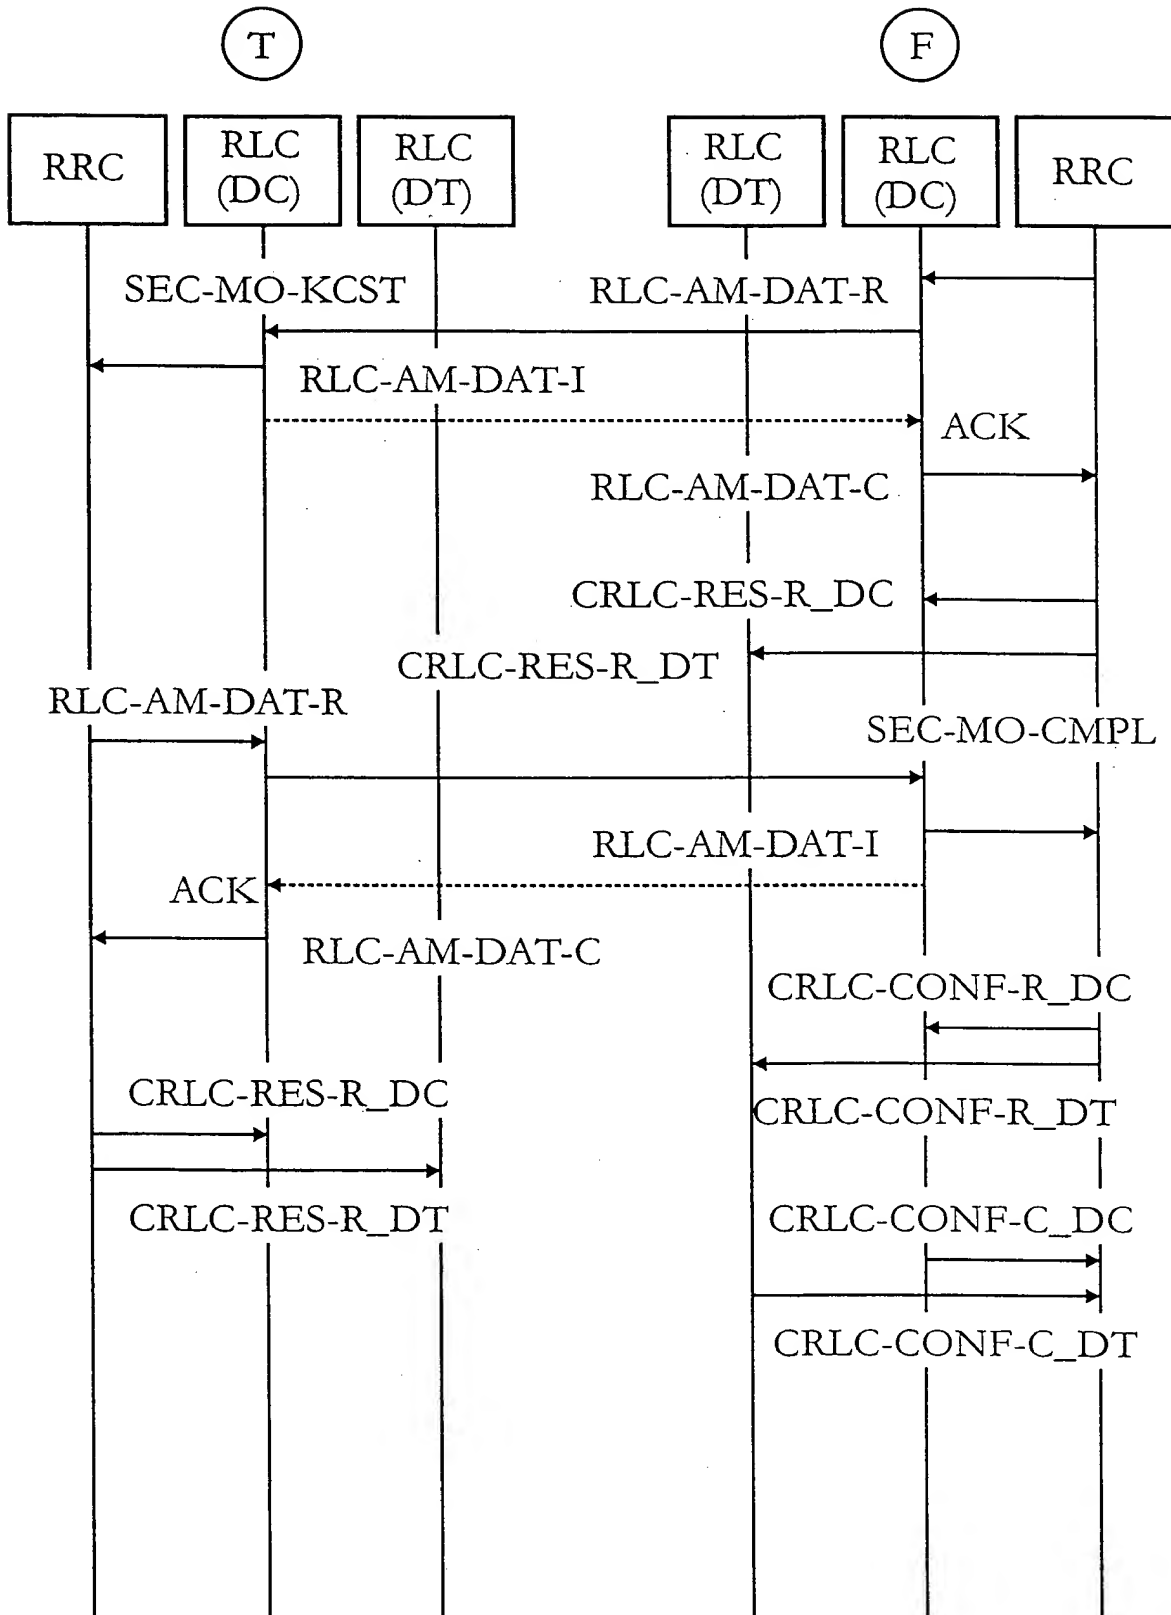 T
F
RRC
RLC
(DC)
RLC
(DT)
RLC
(DT)
RLC
(DC)
RRC
SEC-MO-KCST
RLC-AM-DAT-R
RLC-AM-DAT-I
ACK
RLC-AM-DAT-C
CRLC-RES-R_DC
CRLC-RES-R_DT
RLC-AM-DAT-R
SEC-MO-CMPL
RLC-AM-DAT-I
ACK
RLC-AM-DAT-C
CRLC-CONF-R_DC
CRLC-RES-R_DC
CRLC-CONF-R_DT
CRLC-RES-R_DT
CRLC-CONF-C_DC
CRLC-CONF-C_DT